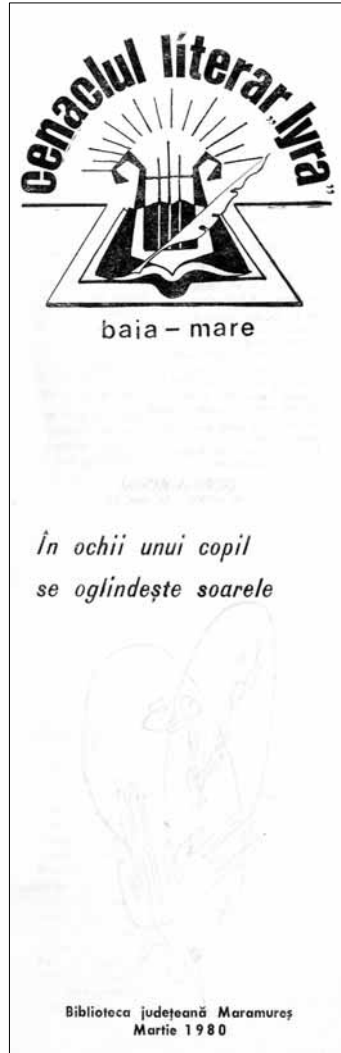 cenaclul literar „lyra”
baia – mare
În ochii unui copil
se oglindește soarele
Biblioteca județeană Maramureș
Martie 1980